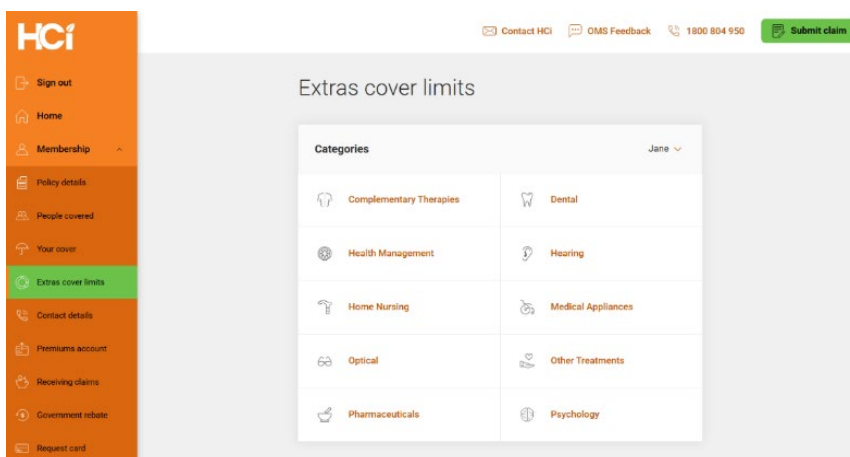 HCi
Contact HCi OMS Feedback 1800 804 950 Submit claim
Sign out
Home
Membership
Policy details
People covered
Your cover
Extras cover limits
Contact details
Premiums account
Receiving claims
Government rebate
Request card
Extras cover limits
Categories Jane
Complementary Therapies Dental
Health Management Hearing
Home Nursing Medical Appliances
Optical Other Treatments
Pharmaceuticals Psychology